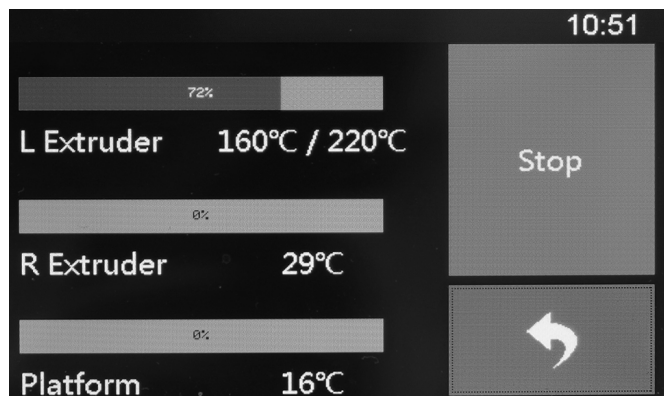 10:51
72%
L Extruder 160℃ / 220℃
Stop
0%
R Extruder 29℃
0%
Platform 16℃